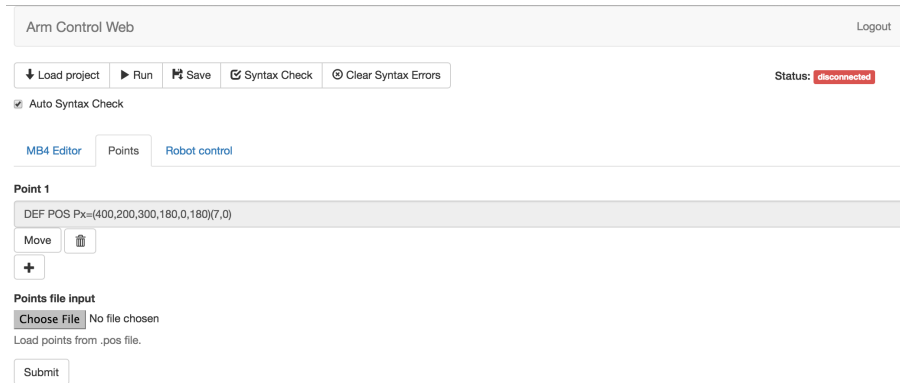 Arm Control Web Logout
Load project Run Save Syntax Check Clear Syntax Errors Status: disconnected
Auto Syntax Check
MB4 Editor Points Robot control
Point 1
DEF POS Px=(400,200,300,180,0,180)(7,0)
Move
Points file input
Choose File No file chosen
Load points from .pos file.
Submit